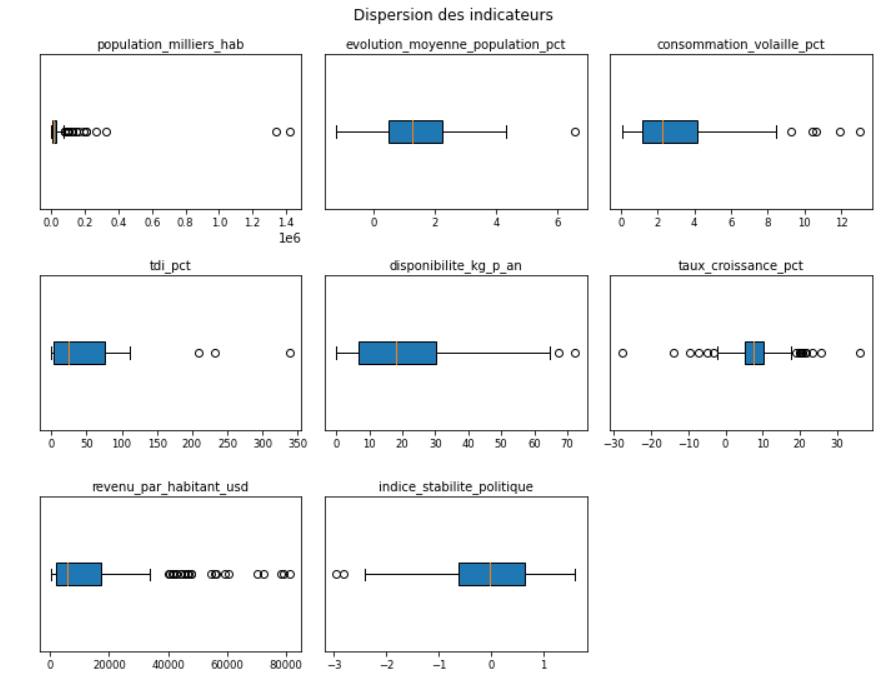 Dispersion des indicateurs
population_milliers_hab
0.0 0.2 0.4 0.6 0.8 1.0 1.2 1.4
1e6
evolution_moyenne_population_pct
0 2 4 6
consommation_volaille_pct
0 2 4 6 8 10 12
tdi_pct
0 50 100 150 200 250 300 350
disponibilite_kg_p_an
0 10 20 30 40 50 60 70
taux_croissance_pct
−30 −20 −10 0 10 20 30
revenu_par_habitant_usd
0 20000 40000 60000 80000
indice_stabilite_politique
−3 −2 −1 0 1